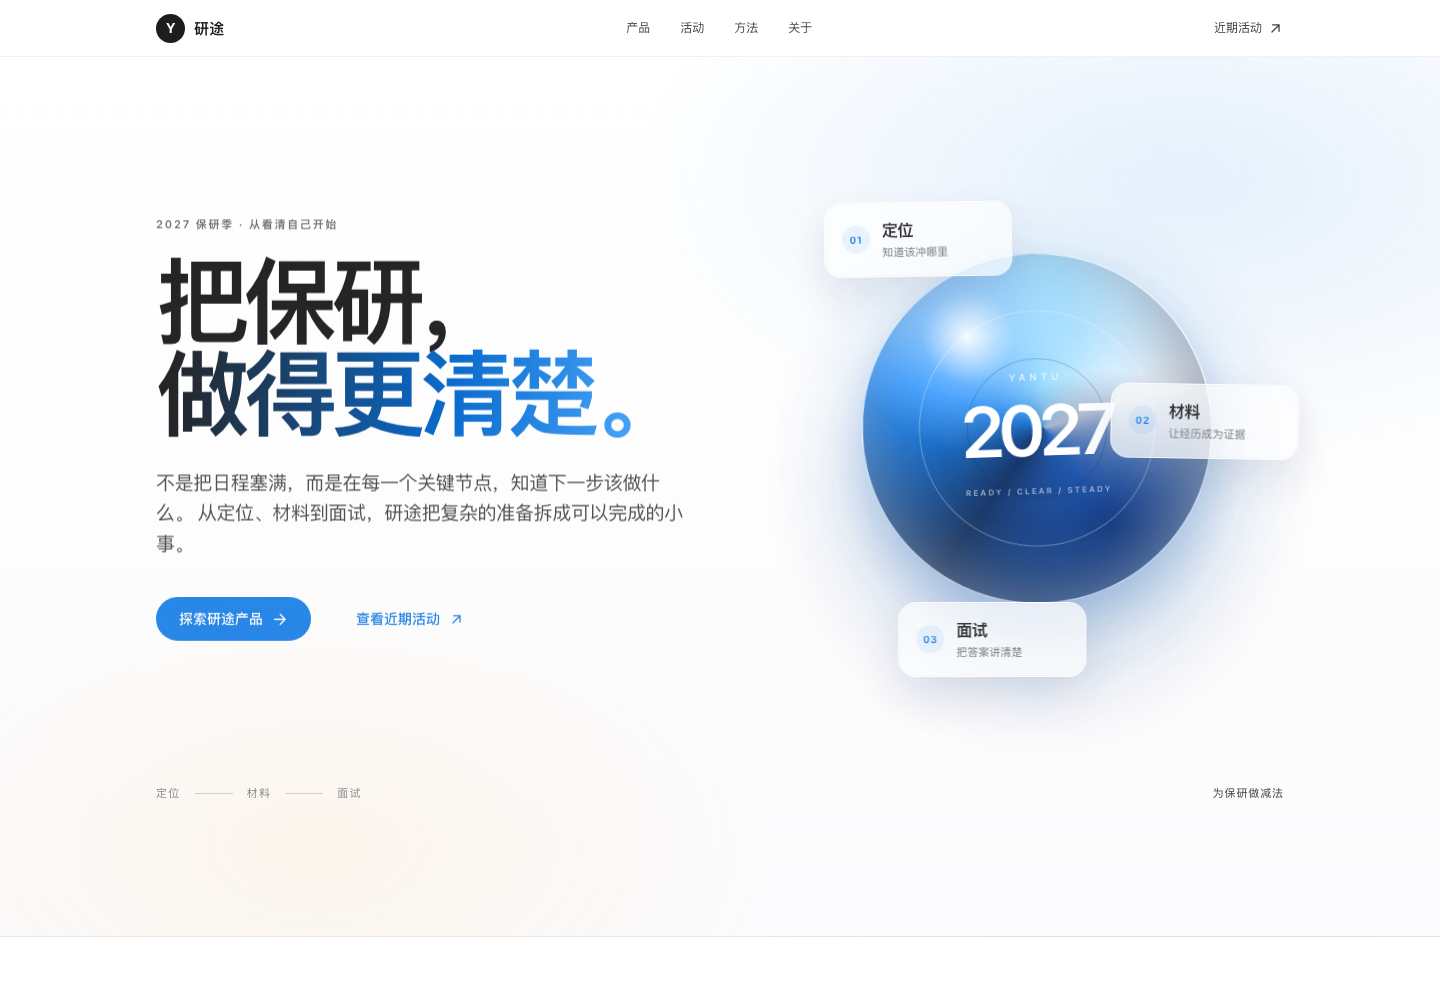 Y 研途
产品 活动 方法 关于
近期活动
2027 保研季 · 从看清自己开始
把保研，
做得更清楚。
不是把日程塞满，而是在每一个关键节点，知道下一步该做什
么。 从定位、材料到面试，研途把复杂的准备拆成可以完成的小
事。
探索研途产品
查看近期活动
01 定位
知道该冲哪里
YANTU
2027
READY / CLEAR / STEADY
02 材料
让经历成为证据
03 面试
把答案讲清楚
定位 材料 面试
为保研做减法